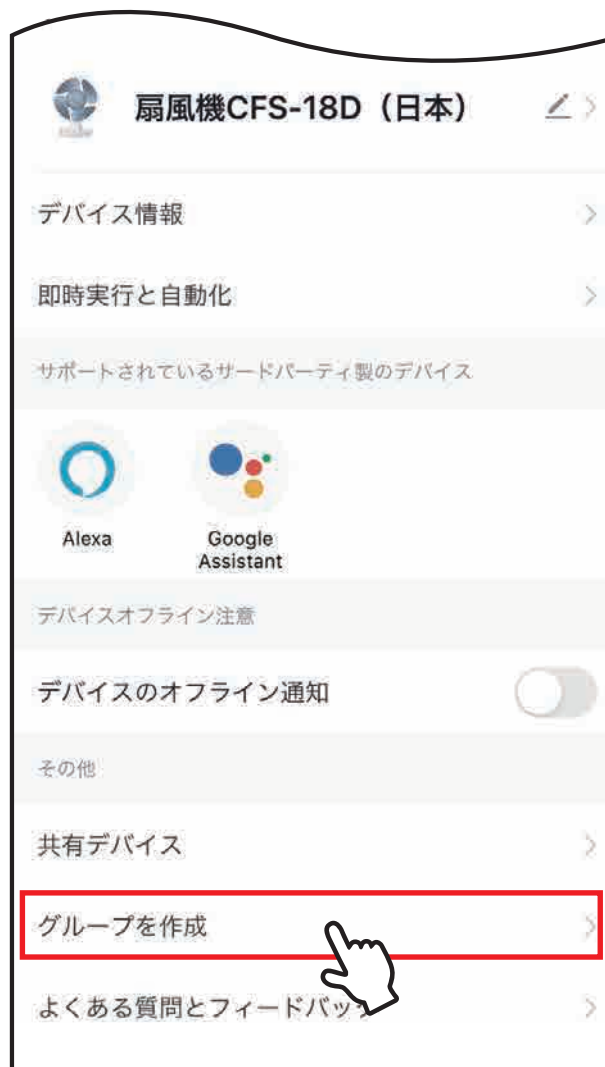 扇風機CFS-18D（日本）
デバイス情報
即時実行と自動化
サポートされているサードパーティ製のデバイス
Alexa
Google
Assistant
デバイスオフライン注意
デバイスのオフライン通知
その他
共有デバイス
グループを作成
よくある質問とフィードバック